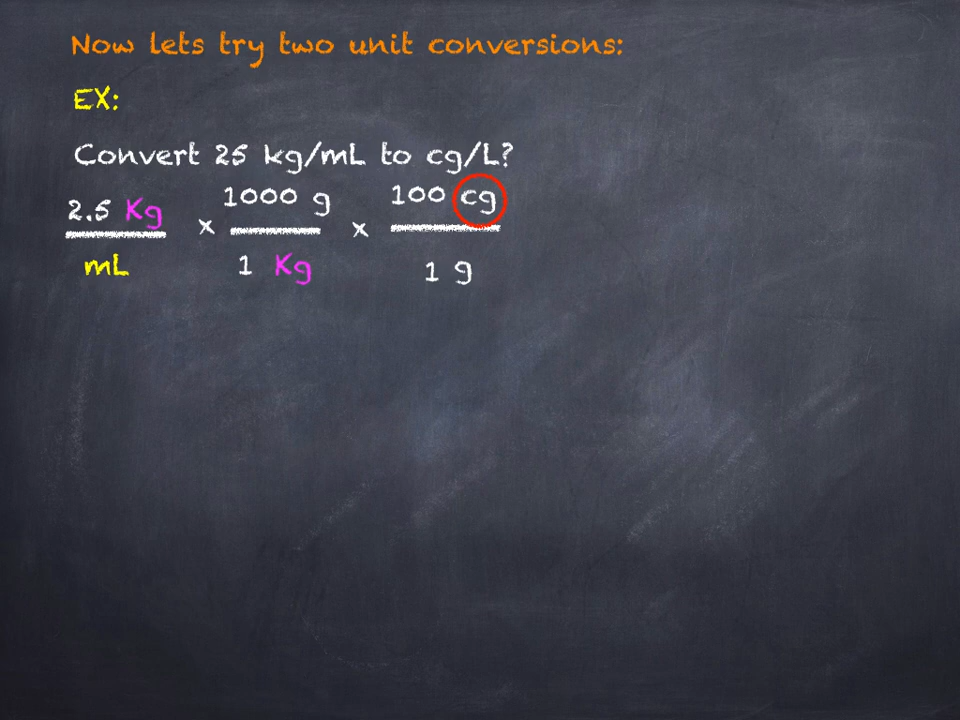 Now lets try two unit conversions:
EX:
Convert 25 kg/mL to cg/L?
2.5 Kg x 1000 g x 100 cg
mL 1 Kg 1 g